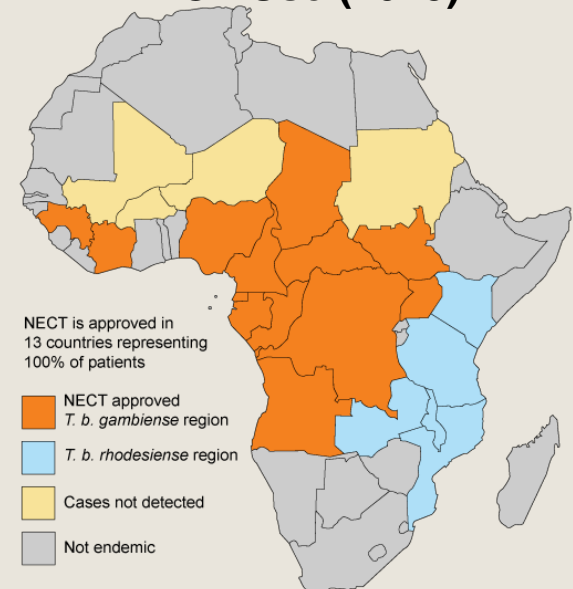 NECT is approved in
13 countries representing
100% of patients
NECT approved
T. b. gambiense region
T. b. rhodesiense region
Cases not detected
Not endemic